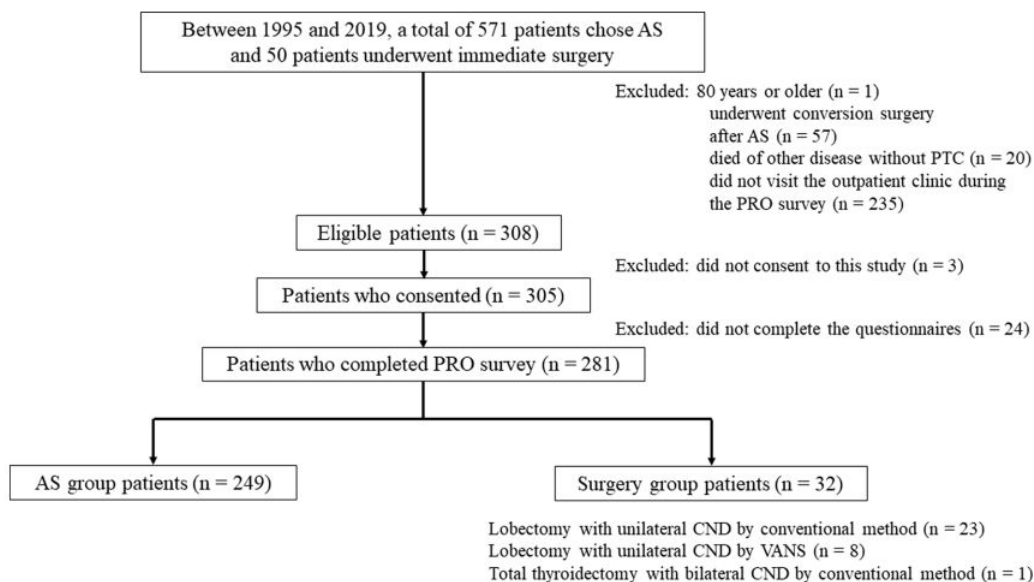 Between 1995 and 2019, a total of 571 patients chose AS
and 50 patients underwent immediate surgery
Excluded: 80 years or older (n = 1)
underwent conversion surgery
after AS (n = 57)
died of other disease without PTC (n = 20)
did not visit the outpatient clinic during
the PRO survey (n = 235)
Eligible patients (n = 308)
Excluded: did not consent to this study (n = 3)
Patients who consented (n = 305)
Excluded: did not complete the questionnaires (n = 24)
Patients who completed PRO survey (n = 281)
AS group patients (n = 249)
Surgery group patients (n = 32)
Lobectomy with unilateral CND by conventional method (n = 23)
Lobectomy with unilateral CND by VANS (n = 8)
Total thyroidectomy with bilateral CND by conventional method (n = 1)